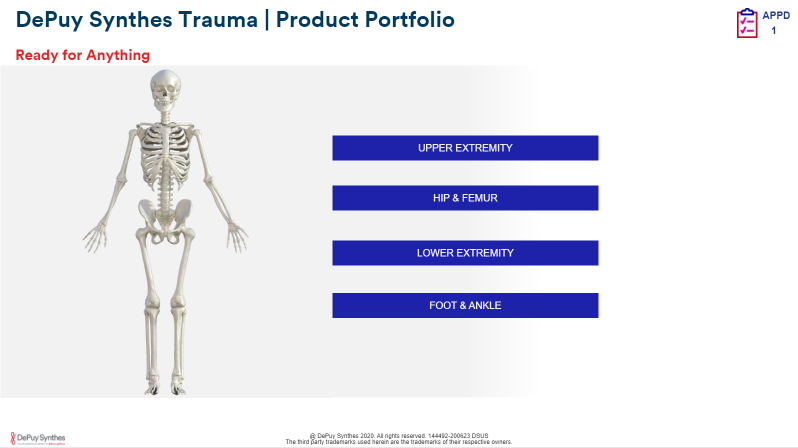 DePuy Synthes Trauma | Product Portfolio
APPD
1
Ready for Anything
UPPER EXTREMITY
HIP & FEMUR
LOWER EXTREMITY
FOOT & ANKLE
DePuy Synthes
@ DePuy Synthes 2020. All rights reserved. 144492-200623 DSUS
The third party trademarks used herein are the trademarks of their respective owners.